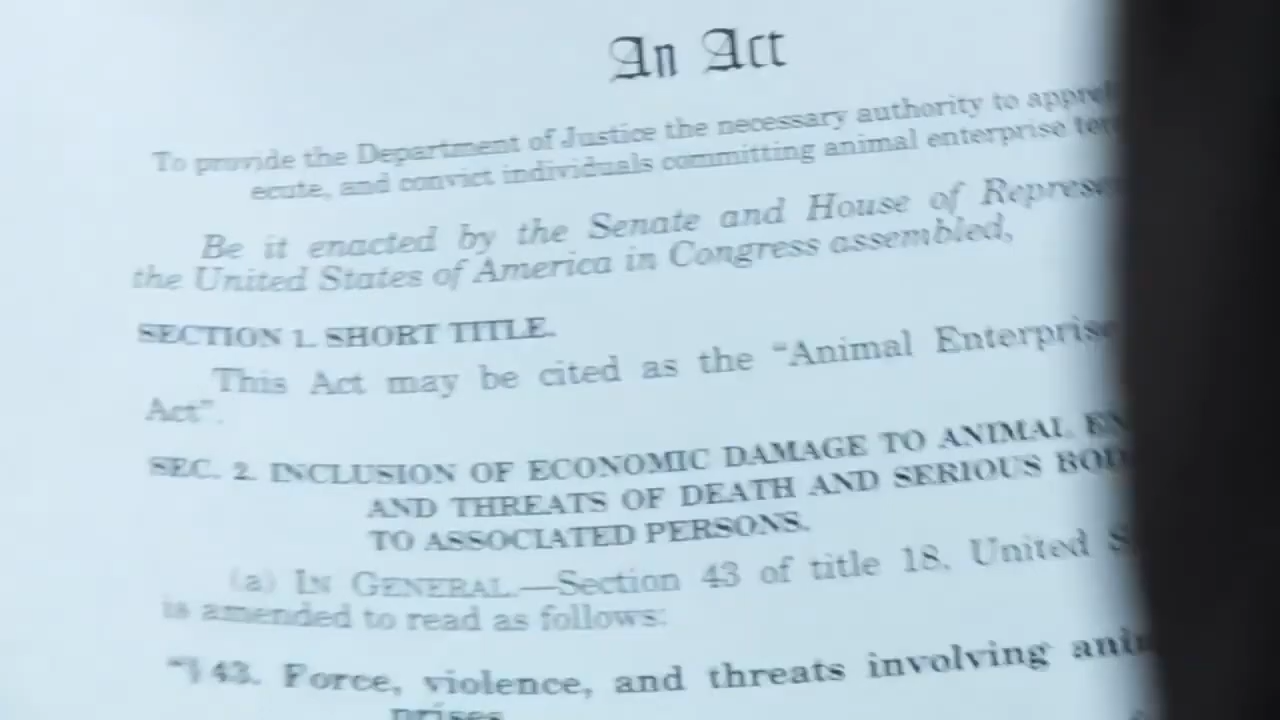 An Act
To provide the Department of Justice the necessary authority to
ecute, and convict individuals committing animal enterprise
Be it enacted by the Senate and House of
the United States of America in Congress assembled,
SECTION 1. SHORT TITLE.
This Act may be cited as the “Animal Enterprise
Act”.
SEC. 2. INCLUSION OF ECONOMIC DAMAGE TO ANIMAL
AND THREATS OF DEATH AND SERIOUS
TO ASSOCIATED PERSONS.
(a) IN GENERAL.—Section 43 of title 18, United
is amended to read as follows:
“§ 43. Force, violence, and threats involving
prises